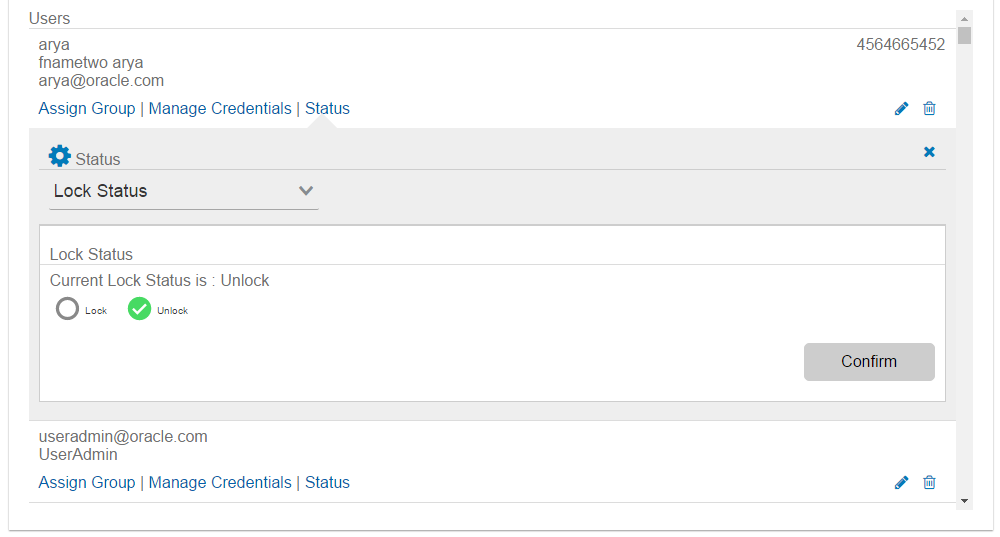 Users
arya 4564665452
fnametwo arya
arya@oracle.com
Assign Group | Manage Credentials | Status
Status
Lock Status
Lock Status
Current Lock Status is : Unlock
Lock Unlock
Confirm
useradmin@oracle.com
UserAdmin
Assign Group | Manage Credentials | Status